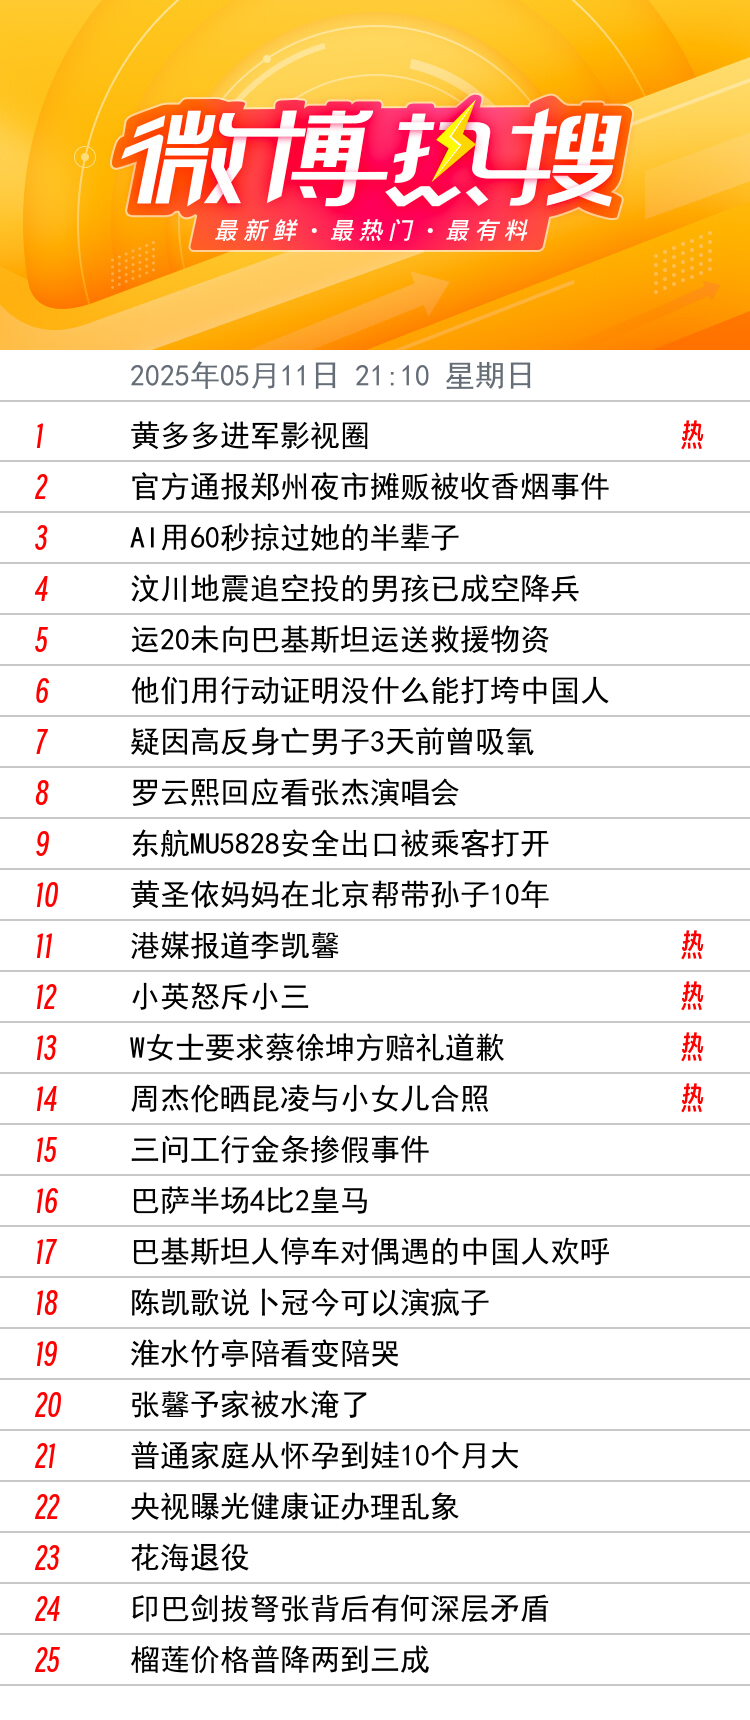 微博热搜
最新鲜·最热门·最有料
2025年05月11日 21:10 星期日
1 黄多多进军影视圈 热
2 官方通报郑州夜市摊贩被收香烟事件
3 AI用60秒掠过她的半辈子
4 汶川地震追空投的男孩已成空降兵
5 运20未向巴基斯坦运送救援物资
6 他们用行动证明没什么能打垮中国人
7 疑因高反身亡男子3天前曾吸氧
8 罗云熙回应看张杰演唱会
9 东航MU5828安全出口被乘客打开
10 黄圣依妈妈在北京帮带孙子10年
11 港媒报道李凯馨 热
12 小英怒斥小三 热
13 W女士要求蔡徐坤方赔礼道歉 热
14 周杰伦晒昆凌与小女儿合照 热
15 三问工行金条掺假事件
16 巴萨半场4比2皇马
17 巴基斯坦人停车对偶遇的中国人欢呼
18 陈凯歌说卜冠今可以演疯子
19 淮水竹亭陪看变陪哭
20 张馨予家被水淹了
21 普通家庭从怀孕到娃10个月大
22 央视曝光健康证办理乱象
23 花海退役
24 印巴剑拔弩张背后有何深层矛盾
25 榴莲价格普降两到三成